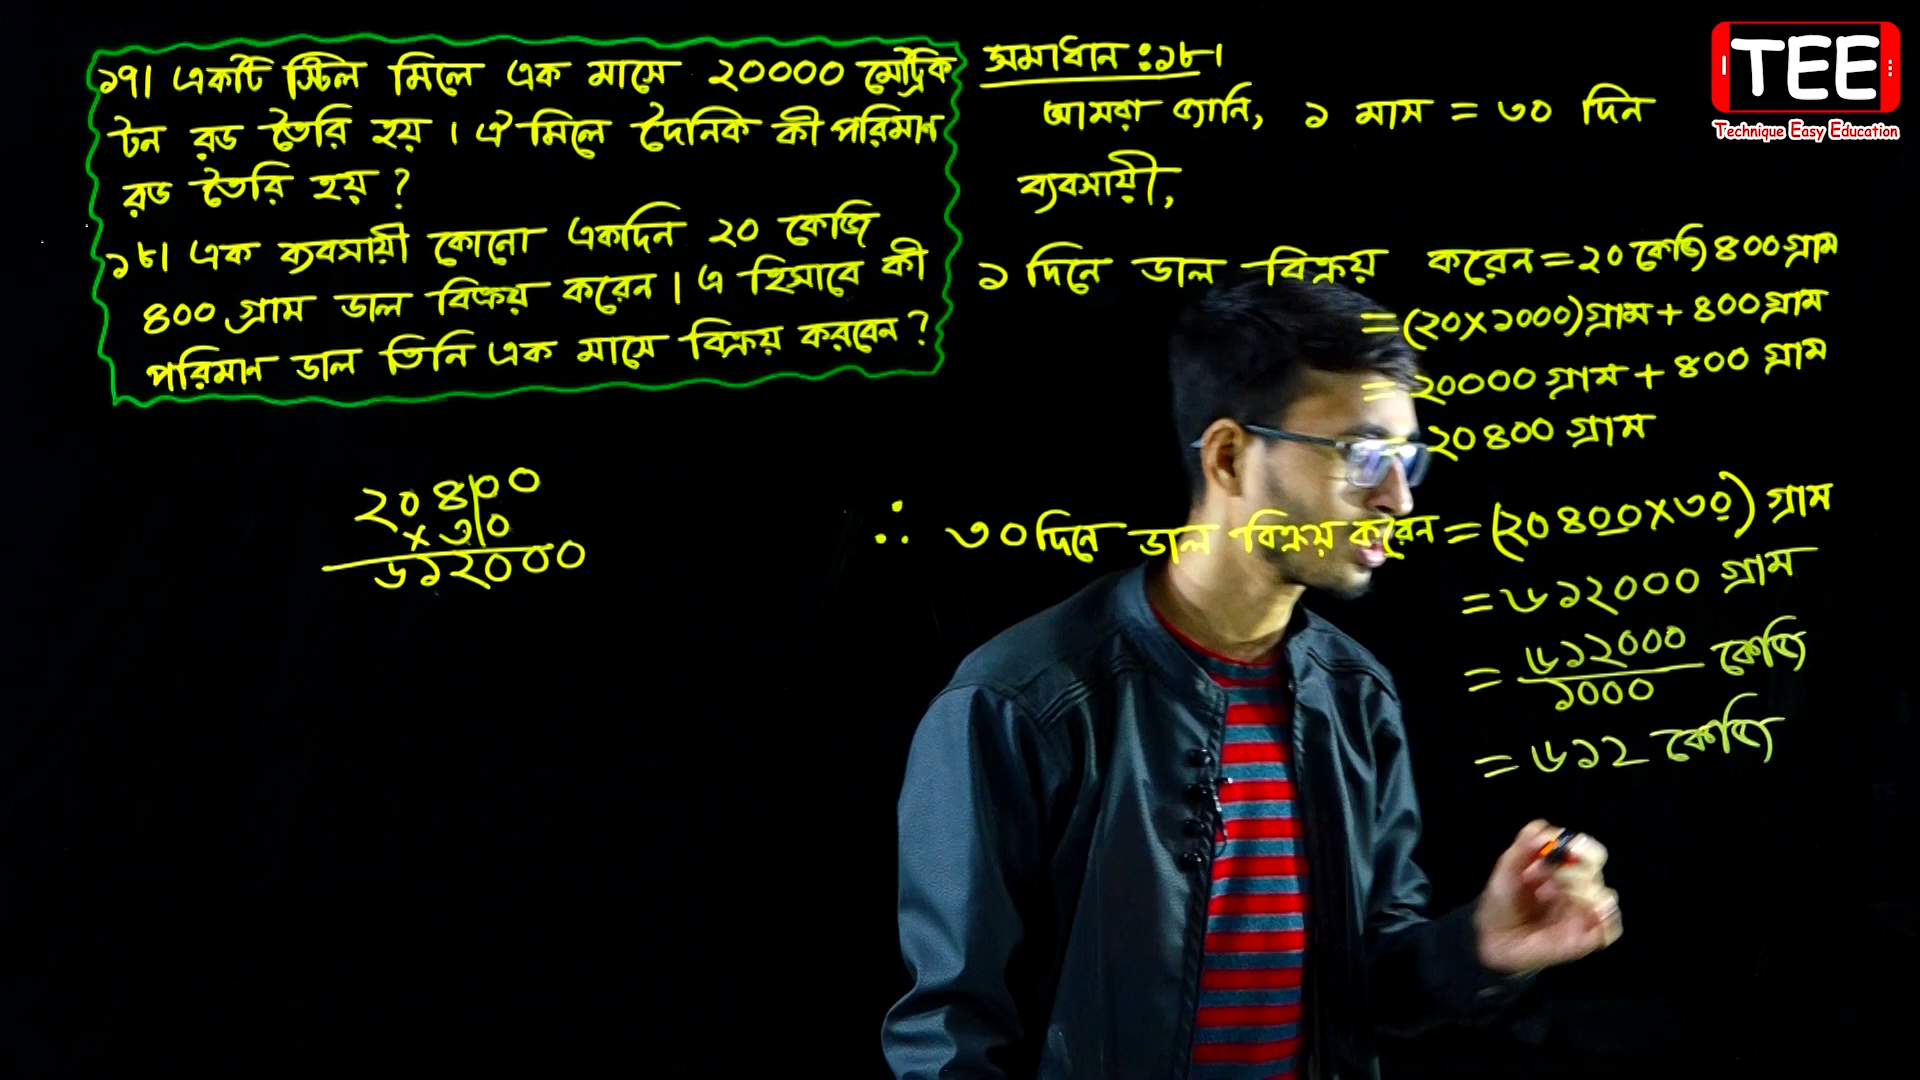 ১৭। একটি স্টিল মিলে এক মাসে ২০০০০ মেট্রিক
টন রড তৈরি হয়। ঐ মিলে দৈনিক কী পরিমাণ
রড তৈরি হয়?
১৮। এক ব্যবসায়ী কোনো একদিন ২০ কেজি
৪০০ গ্রাম ডাল বিক্রয় করেন। এ হিসাবে কী
পরিমাণ ডাল তিনি এক মাসে বিক্রয় করবেন?
২০৪০০
×৩০
৬১২০০০
সমাধান:১৮।
আমরা জানি, ১ মাস = ৩০ দিন
ব্যবসায়ী,
১ দিনে ডাল বিক্রয় করেন = ২০ কেজি ৪০০ গ্রাম
= (২০×১০০০) গ্রাম + ৪০০ গ্রাম
= ২০০০০ গ্রাম + ৪০০ গ্রাম
২০৪০০ গ্রাম
∴ ৩০ দিনে ডাল বিক্রয় করেন = (২০৪০০×৩০) গ্রাম
= ৬১২০০০ গ্রাম
= ৬১২০০০
১০০০ কেজি
= ৬১২ কেজি
TEE
Technique Easy Education